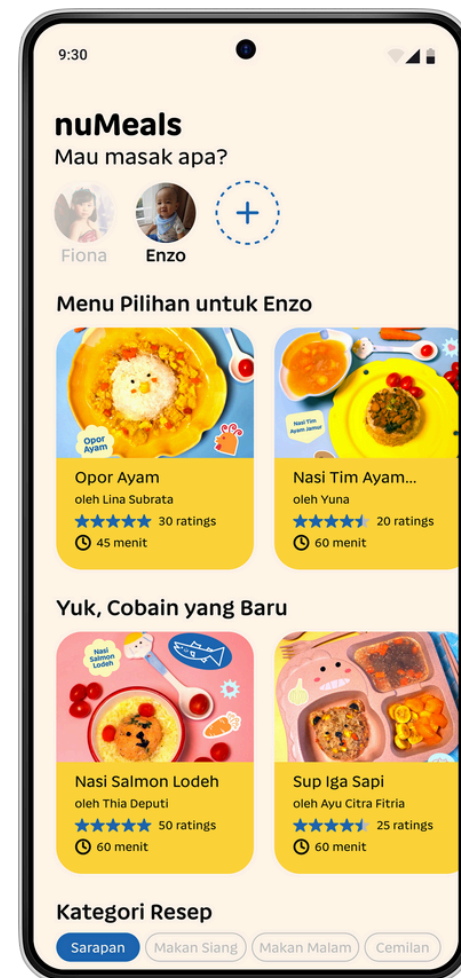 9:30
nuMeals
Mau masak apa?
Fiona
Enzo
Menu Pilihan untuk Enzo
Opor
Ayam
Opor Ayam
oleh Lina Subrata
30 ratings
45 menit
Nasi Tim
Ayam Jamur
Nasi Tim Ayam...
oleh Yuna
20 ratings
60 menit
Yuk, Cobain yang Baru
Nasi
Salmon
Lodeh
Nasi Salmon Lodeh
oleh Thia Deputi
50 ratings
60 menit
Sup Iga Sapi
oleh Ayu Citra Fitria
25 ratings
60 menit
Kategori Resep
Sarapan
Makan Siang
Makan Malam
Cemilan